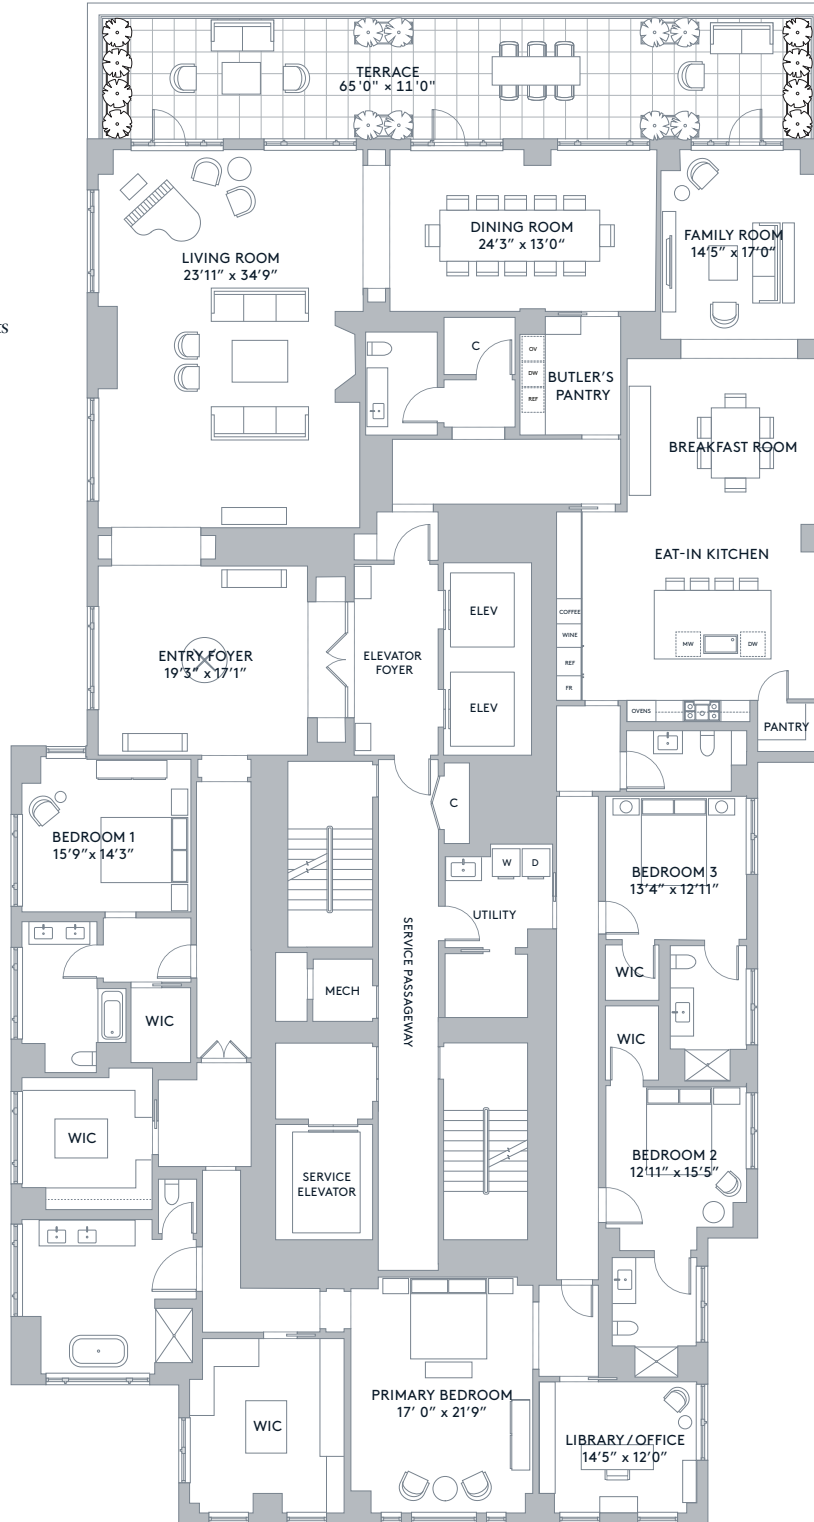 TERRACE
65'0" × 11'0"
DINING ROOM
24'3" x 13'0"
FAMILY ROOM
14'5" x 17'0"
LIVING ROOM
23'11" x 34'9"
ts
C
OV
DW
REF
BUTLER'S
PANTRY
BREAKFAST ROOM
EAT-IN KITCHEN
ELEV
COFFEE
WINE
REF
FR
MW
DW
ENTRY FOYER
19'3" x 17'1"
ELEVATOR
FOYER
ELEV
OVENS
PANTRY
C
BEDROOM 1
15'9" x 14'3"
W
D
BEDROOM 3
13'4" x 12'11"
UTILITY
SERVICE PASSAGEWAY
WIC
MECH
WIC
WIC
WIC
BEDROOM 2
12'11" x 15'5"
SERVICE
ELEVATOR
PRIMARY BEDROOM
17' 0" x 21'9"
WIC
LIBRARY / OFFICE
14'5" x 12'0"